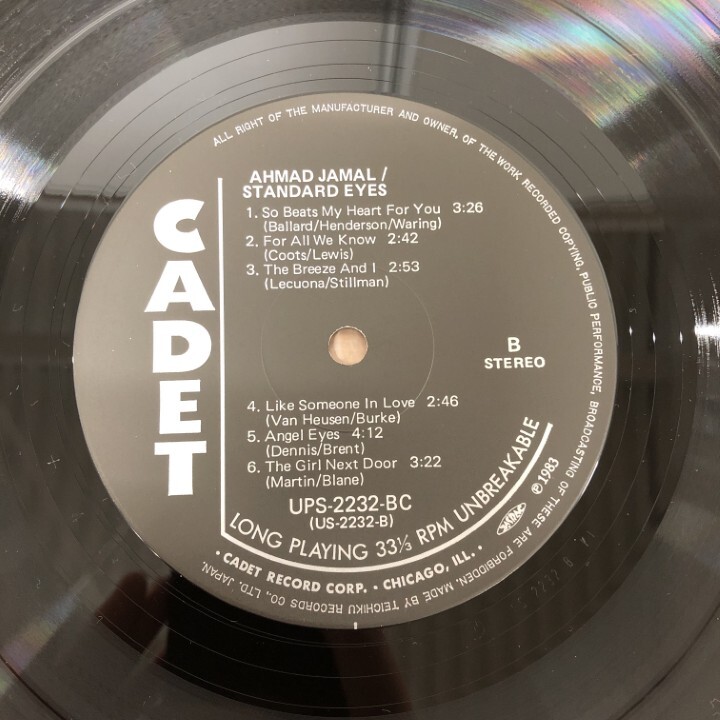 ALL RIGHT OF THE MANUFACTURER AND OWNER, OF THE WORK RECORDED COPYING, PUBLIC PERFORMANCE, BROADCASTING OF THESE ARE FORBIDDEN. MADE BY TEICHIKU RECORDS CO., LTD. JAPAN.
CADET
AHMAD JAMAL /
STANDARD EYES
1. So Beats My Heart For You 3:26
(Ballard/Henderson/Waring)
2. For All We Know 2:42
(Coots/Lewis)
3. The Breeze And I 2:53
(Lecuona/Stillman)
B
STEREO
4. Like Someone In Love 2:46
(Van Heusen/Burke)
5. Angel Eyes 4:12
(Dennis/Brent)
6. The Girl Next Door 3:22
(Martin/Blane)
UPS-2232-BC
(US-2232-B)
LONG PLAYING 33⅓ RPM UNBREAKABLE
℗1983
• CADET RECORD CORP. • CHICAGO, ILL. •